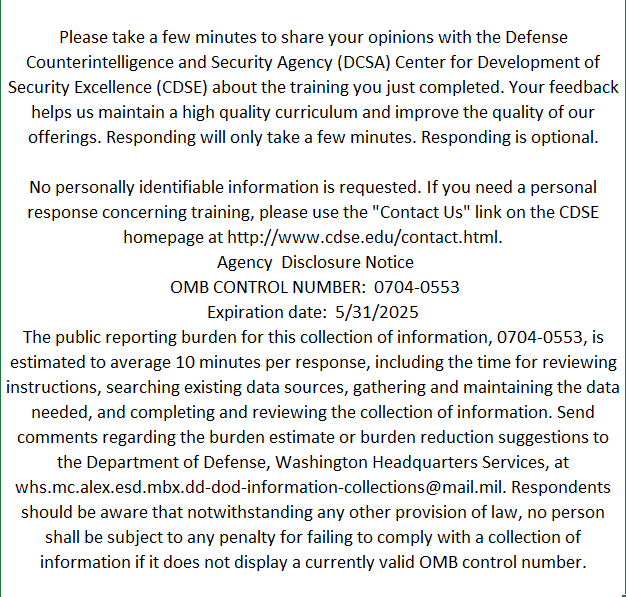 Please take a few minutes to share your opinions with the Defense
Counterintelligence and Security Agency (DCSA) Center for Development of
Security Excellence (CDSE) about the training you just completed. Your feedback
helps us maintain a high quality curriculum and improve the quality of our
offerings. Responding will only take a few minutes. Responding is optional.
No personally identifiable information is requested. If you need a personal
response concerning training, please use the "Contact Us" link on the CDSE
homepage at http://www.cdse.edu/contact.html.
Agency  Disclosure Notice
OMB CONTROL NUMBER:  0704-0553
Expiration date:  5/31/2025
The public reporting burden for this collection of information, 0704-0553, is
estimated to average 10 minutes per response, including the time for reviewing
instructions, searching existing data sources, gathering and maintaining the data
needed, and completing and reviewing the collection of information. Send
comments regarding the burden estimate or burden reduction suggestions to
the Department of Defense, Washington Headquarters Services, at
whs.mc.alex.esd.mbx.dd-dod-information-collections@mail.mil. Respondents
should be aware that notwithstanding any other provision of law, no person
shall be subject to any penalty for failing to comply with a collection of
information if it does not display a currently valid OMB control number.